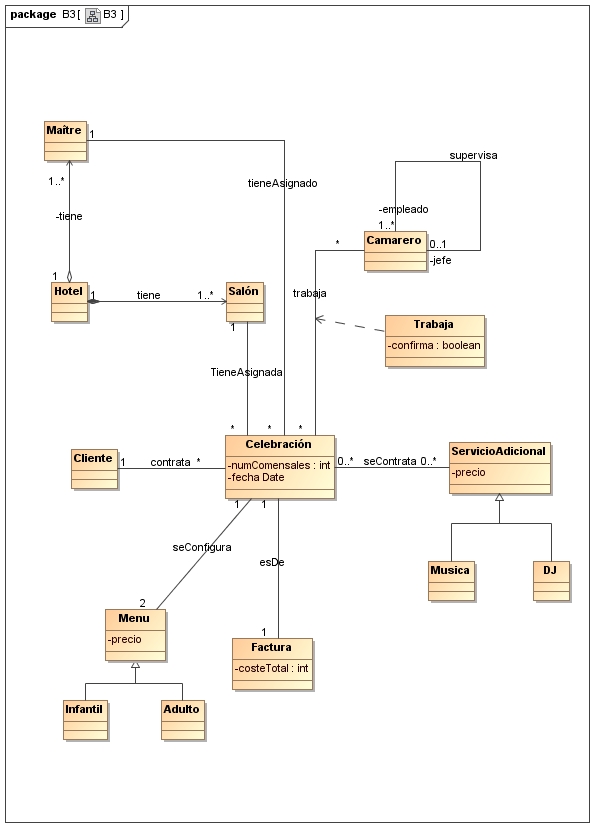 package B3 [ B3 ]
Maître
1
1..*
tieneAsignado
supervisa
-empleado
1..*
-tiene
Camarero
*
0..1
-jefe
1
Hotel
1
tiene
1..*
Salón
trabaja
Trabaja
-confirma : boolean
1
TieneAsignada
*
*
*
Celebración
-numComensales : int
-fecha Date
Cliente
1
contrata
*
0..*
seContrata
0..*
ServicioAdicional
-precio
1
1
seConfigura
esDe
Musica
DJ
2
Menu
-precio
1
Factura
-costeTotal : int
Infantil
Adulto